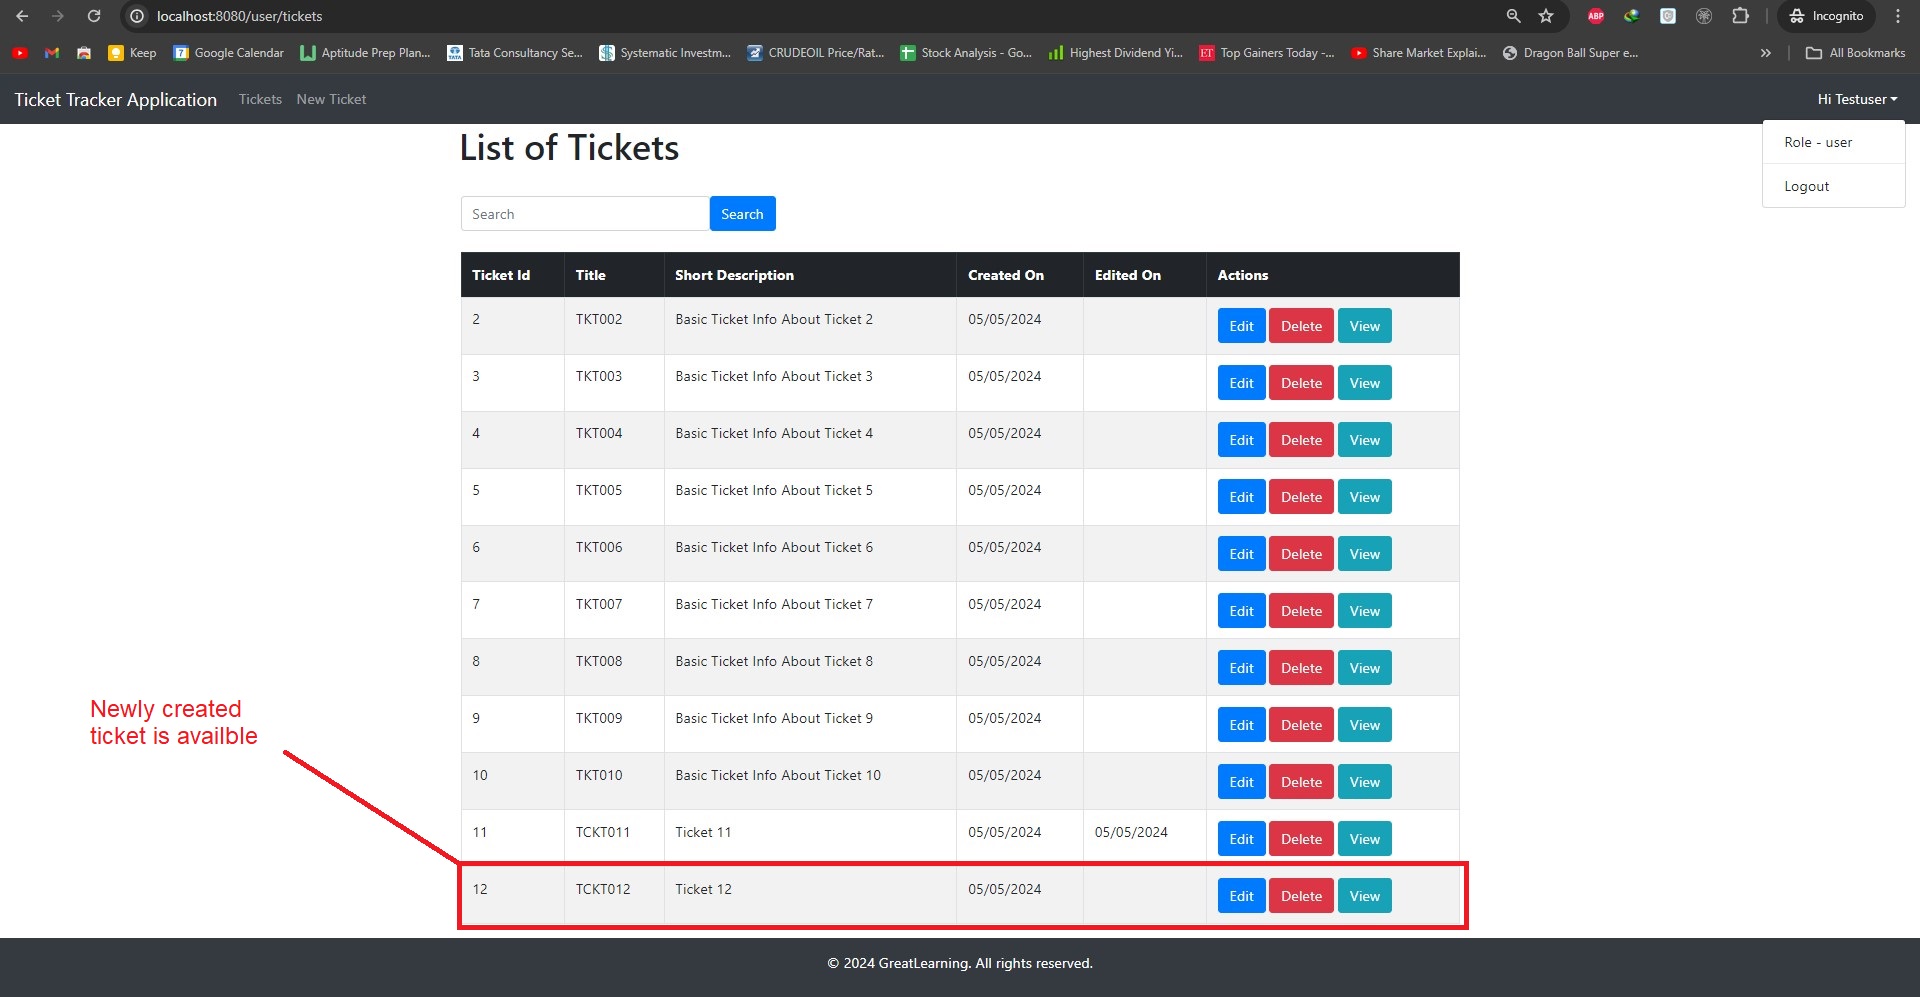 localhost:8080/user/tickets
ABP
Incognito
Keep
7 Google Calendar
Aptitude Prep Plan...
TATA Tata Consultancy Se...
Systematic Investm...
CRUDEOIL Price/Rat...
Stock Analysis - Go...
Highest Dividend Yi...
ET Top Gainers Today -...
Share Market Explai...
Dragon Ball Super e...
»
All Bookmarks
Ticket Tracker Application Tickets New Ticket Hi Testuser
Role - user
Logout
List of Tickets
Search Search
Ticket Id Title Short Description Created On Edited On Actions
2 TKT002 Basic Ticket Info About Ticket 2 05/05/2024 Edit Delete View
3 TKT003 Basic Ticket Info About Ticket 3 05/05/2024 Edit Delete View
4 TKT004 Basic Ticket Info About Ticket 4 05/05/2024 Edit Delete View
5 TKT005 Basic Ticket Info About Ticket 5 05/05/2024 Edit Delete View
6 TKT006 Basic Ticket Info About Ticket 6 05/05/2024 Edit Delete View
7 TKT007 Basic Ticket Info About Ticket 7 05/05/2024 Edit Delete View
8 TKT008 Basic Ticket Info About Ticket 8 05/05/2024 Edit Delete View
9 TKT009 Basic Ticket Info About Ticket 9 05/05/2024 Edit Delete View
10 TKT010 Basic Ticket Info About Ticket 10 05/05/2024 Edit Delete View
11 TCKT011 Ticket 11 05/05/2024 05/05/2024 Edit Delete View
12 TCKT012 Ticket 12 05/05/2024 Edit Delete View
Newly created
ticket is availble
© 2024 GreatLearning. All rights reserved.